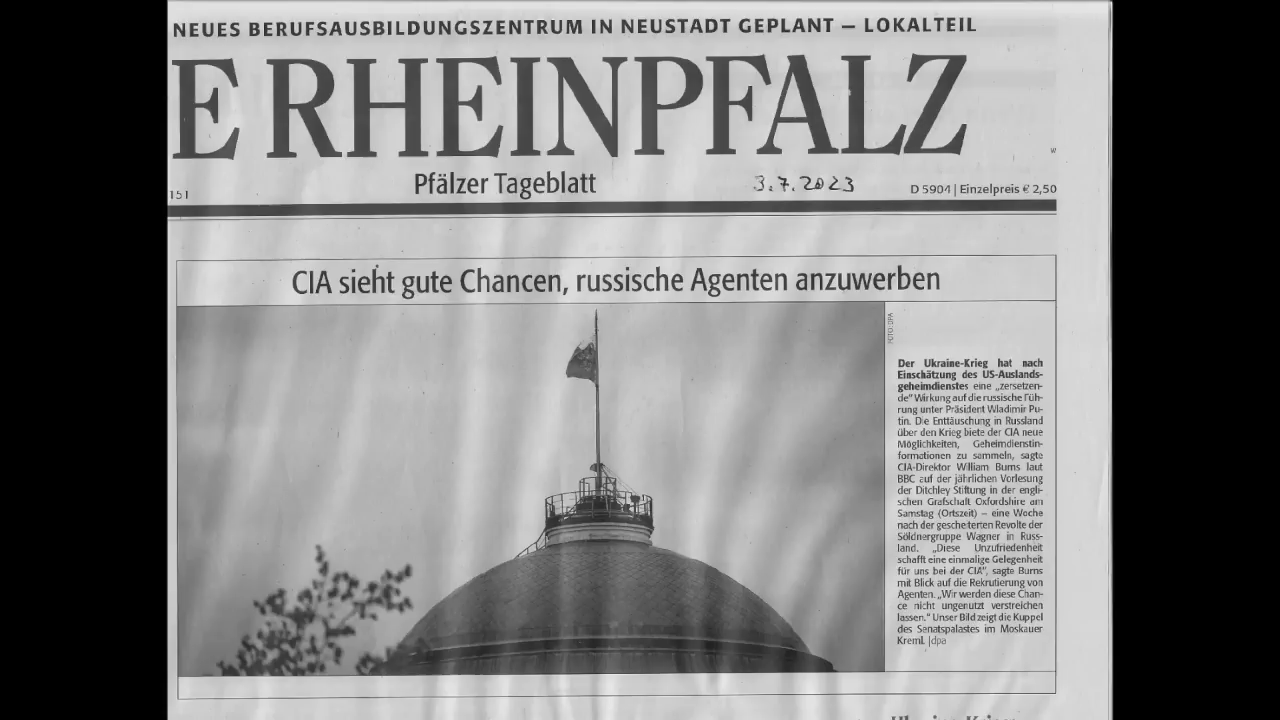 NEUES BERUFSAUSBILDUNGSZENTRUM IN NEUSTADT GEPLANT – LOKALTEIL
E RHEINPFALZ
Pfälzer Tageblatt
3.7.2023
151
D 5904 | Einzelpreis € 2,50
CIA sieht gute Chancen, russische Agenten anzuwerben
FOTO: DPA
Der Ukraine-Krieg hat nach
Einschätzung des US-Auslands-
geheimdienstes eine „zersetzen-
de“ Wirkung auf die russische Füh-
rung unter Präsident Wladimir Pu-
tin. Die Enttäuschung in Russland
über den Krieg biete der CIA neue
Möglichkeiten, Geheimdienstin-
formationen zu sammeln, sagte
CIA-Direktor William Burns laut
BBC auf der jährlichen Vorlesung
der Ditchley Stiftung in der engli-
schen Grafschaft Oxfordshire am
Samstag (Ortszeit) – eine Woche
nach der gescheiterten Revolte der
Söldnergruppe Wagner in Russ-
land. „Diese Unzufriedenheit
schafft eine einmalige Gelegenheit
für uns bei der CIA“, sagte Burns
mit Blick auf die Rekrutierung von
Agenten. „Wir werden diese Chan-
ce nicht ungenutzt verstreichen
lassen.“ Unser Bild zeigt die Kuppel
des Senatspalastes im Moskauer
Kreml. |dpa